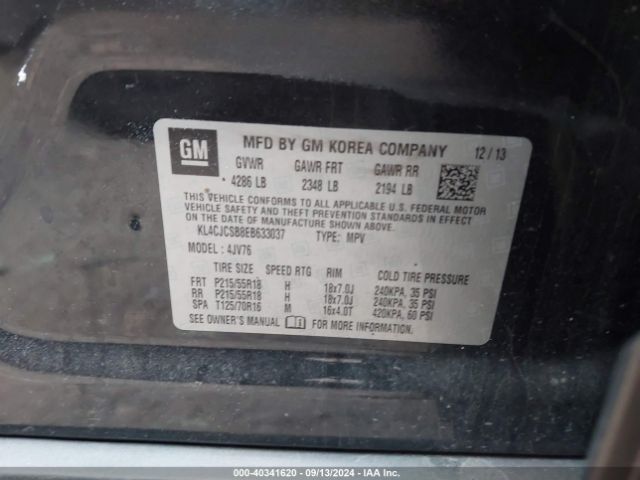 GM
MFD BY GM KOREA COMPANY 12/13
GVWR GAWR FRT GAWR RR
4286 LB 2348 LB 2194 LB
THIS VEHICLE CONFORMS TO ALL APPLICABLE U.S. FEDERAL MOTOR
VEHICLE SAFETY AND THEFT PREVENTION STANDARDS IN EFFECT ON
THE DATE OF MANUFACTURE SHOWN ABOVE.
KL4CJCSB8EB633037 TYPE: MPV
MODEL: 4JV76
TIRE SIZE SPEED RTG RIM COLD TIRE PRESSURE
FRT P215/55R18 H 18x7.0J 240KPA, 35 PSI
RR P215/55R18 H 18x7.0J 240KPA, 35 PSI
SPA T125/70R16 M 16x4.0T 420KPA, 60 PSI
SEE OWNER'S MANUAL FOR MORE INFORMATION.
000-40341620 - 09/13/2024 - IAA Inc.